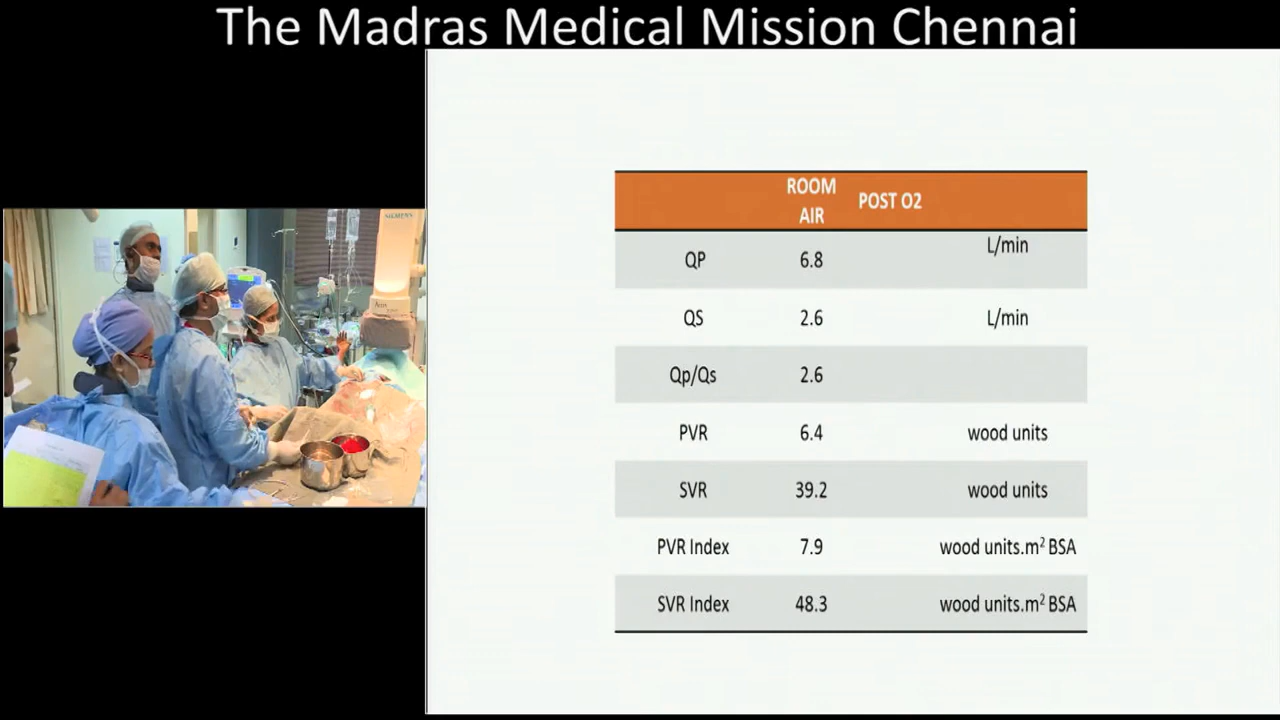 The Madras Medical Mission Chennai
SIEMENS
ROOM AIR POST O2
QP 6.8 L/min
QS 2.6 L/min
Qp/Qs 2.6
PVR 6.4 wood units
SVR 39.2 wood units
PVR Index 7.9 wood units.m² BSA
SVR Index 48.3 wood units.m² BSA